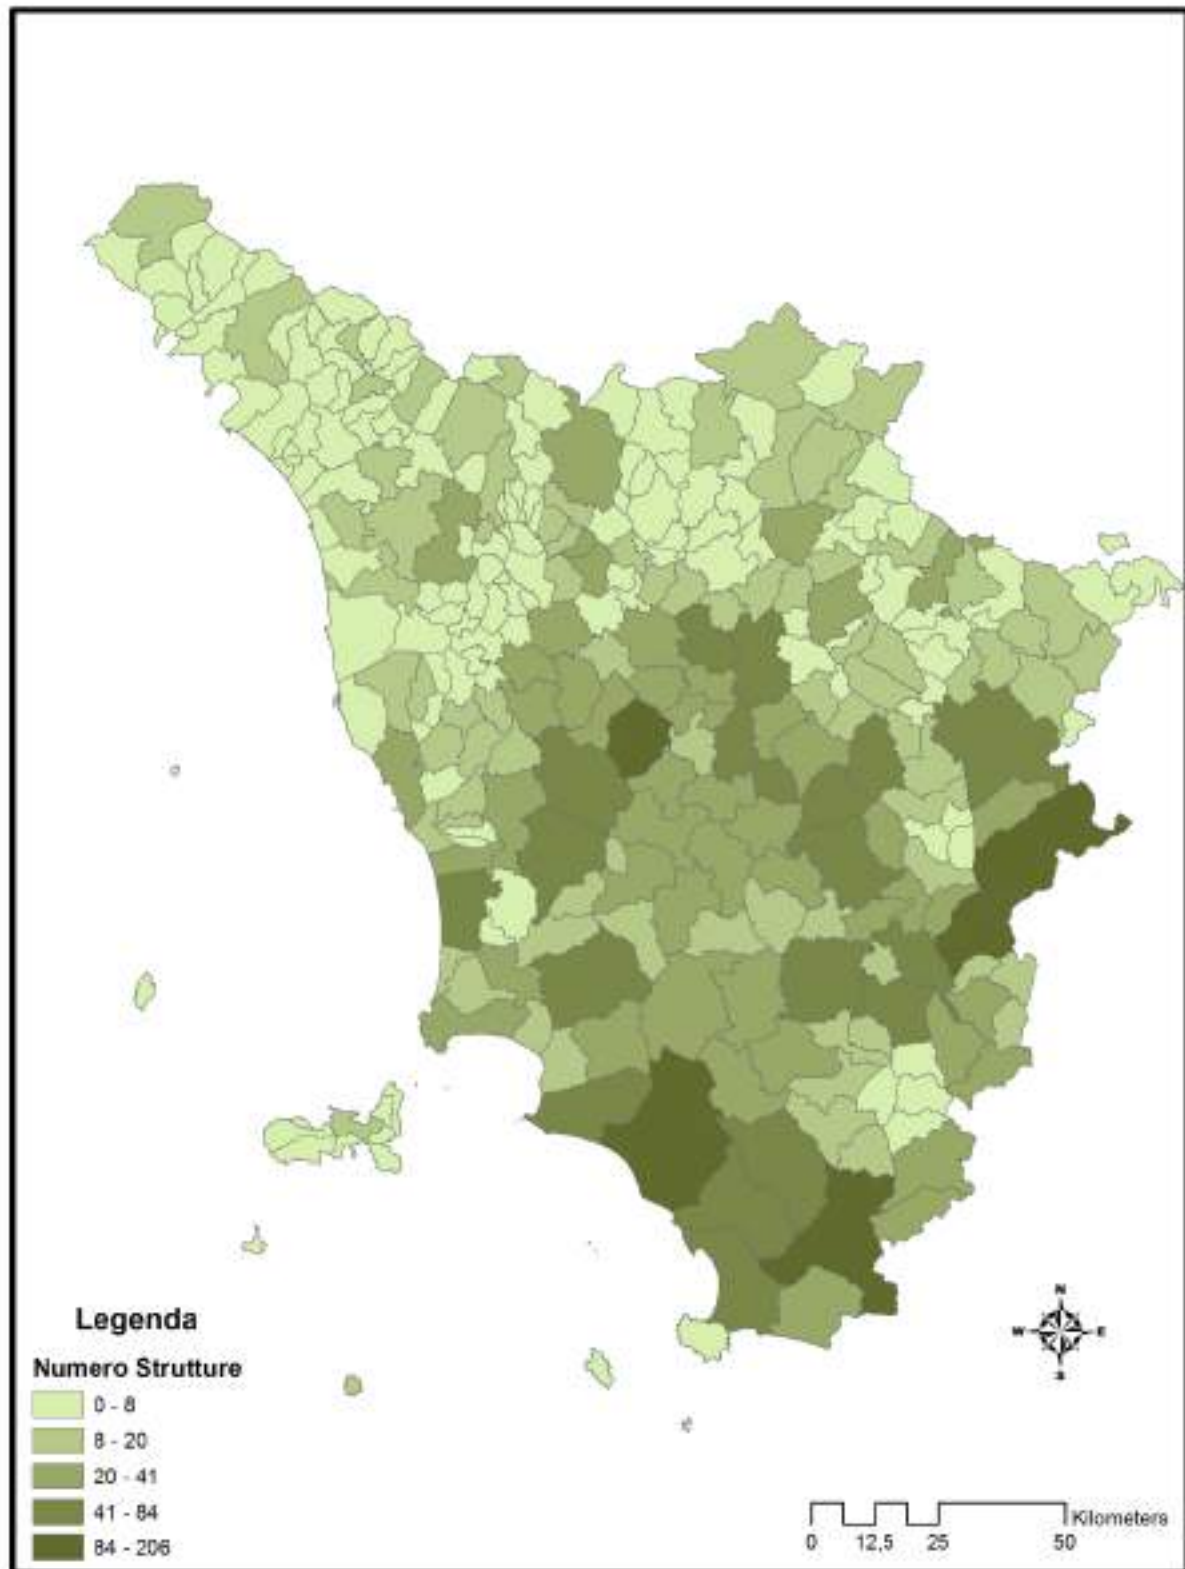 N
W E
S
Legenda
Numero Strutture
0 - 8
8 - 20
20 - 41
41 - 84
84 - 206
Kilometers
0 12,5 25 50